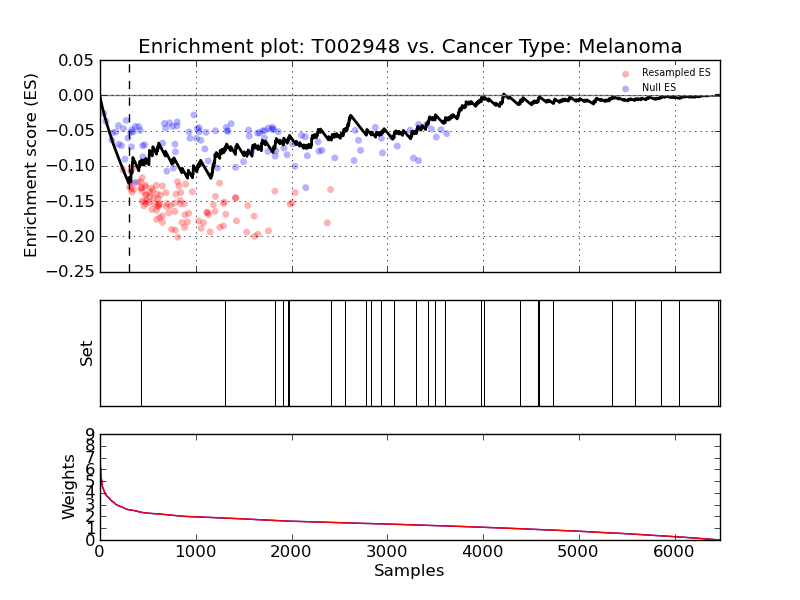 Enrichment plot: T002948 vs. Cancer Type: Melanoma
Enrichment score (ES)
0.05
0.00
−0.05
−0.10
−0.15
−0.20
−0.25
Resampled ES
Null ES
Set
Weights
9
8
7
6
5
4
3
2
1
0
0 1000 2000 3000 4000 5000 6000
Samples